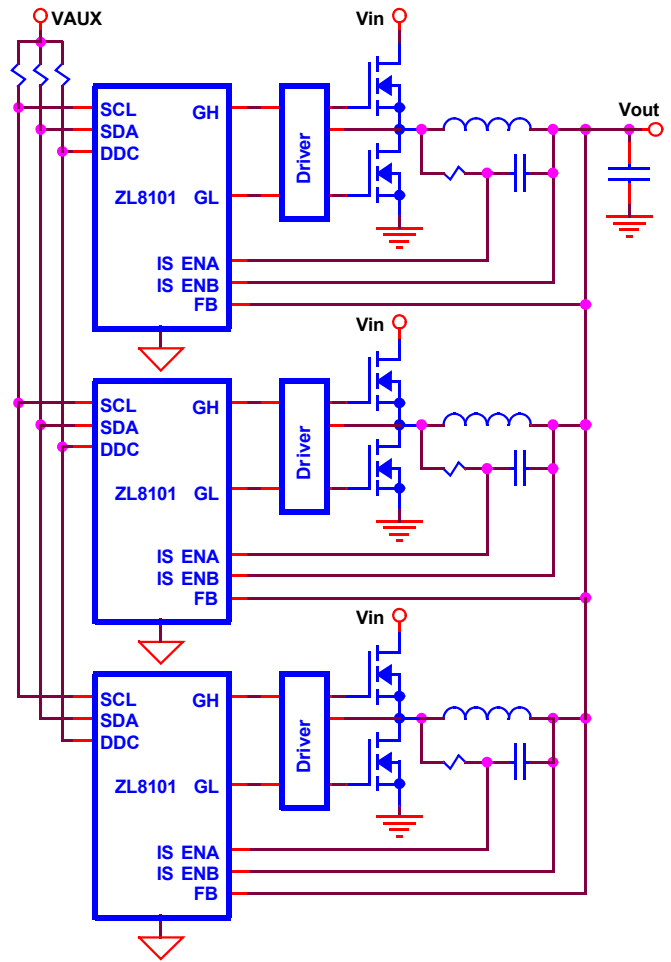 VAUX
Vin
SCL
GH
SDA
DDC
Driver
Vout
ZL8101
GL
IS ENA
IS ENB
FB
Vin
SCL
GH
SDA
DDC
Driver
ZL8101
GL
IS ENA
IS ENB
FB
Vin
SCL
GH
SDA
DDC
Driver
ZL8101
GL
IS ENA
IS ENB
FB